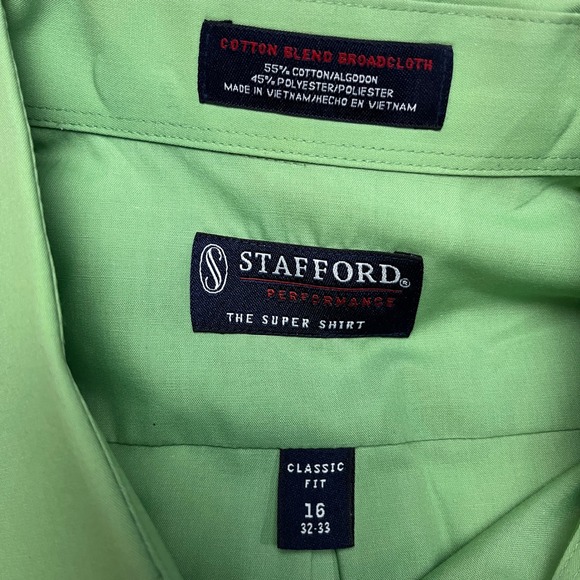 COTTON BLEND BROADCLOTH
55% COTTON/ALGODON
45% POLYESTER/POLIESTER
MADE IN VIETNAM/HECHO EN VIETNAM
S STAFFORD®
PERFORMANCE
THE SUPER SHIRT
CLASSIC
FIT
16
32-33